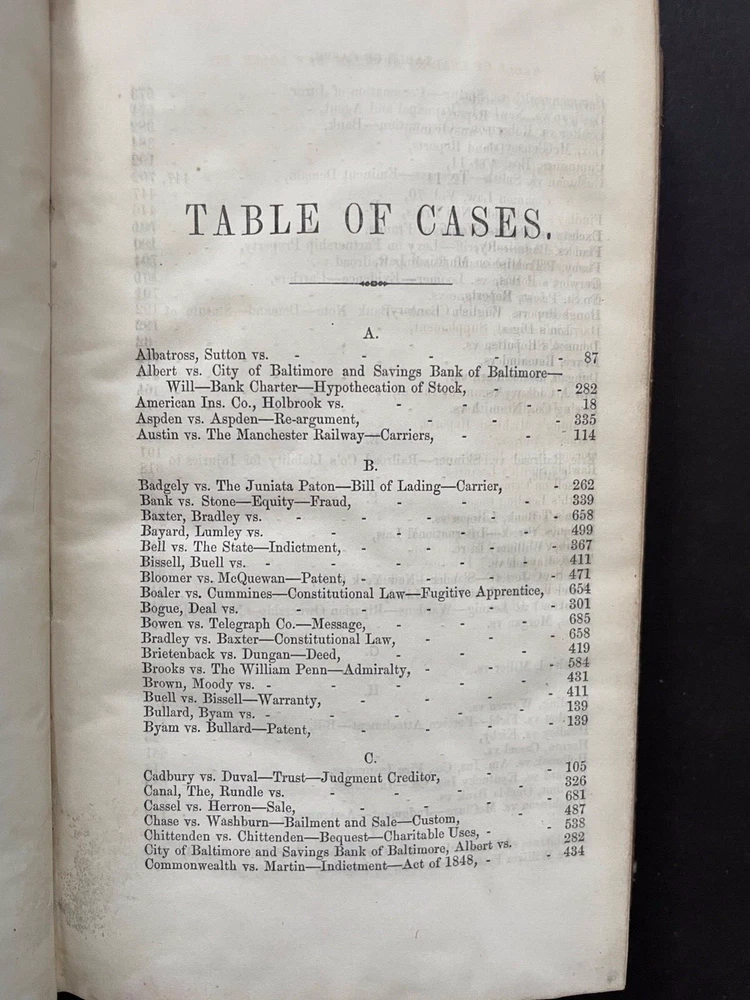 TABLE OF CASES.
A.
Albatross, Sutton vs. - - - - - 87
Albert vs. City of Baltimore and Savings Bank of Baltimore—
Will—Bank Charter—Hypothecation of Stock, - - 282
American Ins. Co., Holbrook vs. - - - 18
Aspden vs. Aspden—Re-argument, - - - 335
Austin vs. The Manchester Railway—Carriers, - - 114
B.
Badgely vs. The Juniata Paton—Bill of Lading—Carrier, - 262
Bank vs. Stone—Equity—Fraud, - - - 339
Baxter, Bradley vs. - - - - - 658
Bayard, Lumley vs. - - - - 499
Bell vs. The State—Indictment, - - - - 367
Bissell, Buell vs. - - - - - 411
Bloomer vs. McQuewan—Patent, - - - - 471
Boaler vs. Cummines—Constitutional Law—Fugitive Apprentice, 654
Bogue, Deal vs. - - - - - 301
Bowen vs. Telegraph Co.—Message, - - - 685
Bradley vs. Baxter—Constitutional Law, - - - 658
Brietenback vs. Dungan—Deed, - - - 419
Brooks vs. The William Penn—Admiralty, - - - 584
Brown, Moody vs. - - - - - 431
Buell vs. Bissell—Warranty, - - - - 411
Bullard, Byam vs. - - - - - 139
Byam vs. Bullard—Patent, - - - - 139
C.
Cadbury vs. Duval—Trust—Judgment Creditor, - - 105
Canal, The, Rundle vs. - - - - 326
Cassel vs. Herron—Sale, - - - - 681
Chase vs. Washburn—Bailment and Sale—Custom, - 487
Chittenden vs. Chittenden—Bequest—Charitable Uses, - - 538
City of Baltimore and Savings Bank of Baltimore, Albert vs. 282
Commonwealth vs. Martin—Indictment—Act of 1848, - - 434